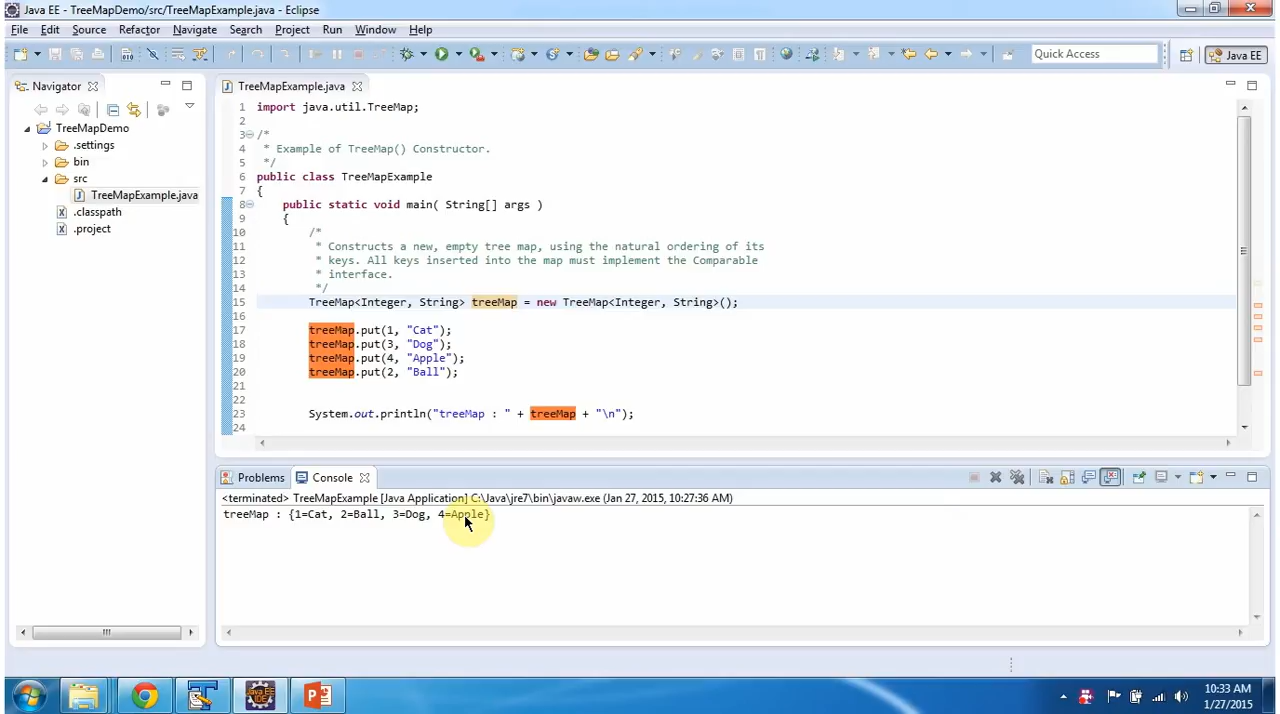 Java EE - TreeMapDemo/src/TreeMapExample.java - Eclipse
File Edit Source Refactor Navigate Search Project Run Window Help
Quick Access
Java EE
Navigator
TreeMapDemo
.settings
bin
src
TreeMapExample.java
.classpath
.project
TreeMapExample.java
1 import java.util.TreeMap;
2
3 /*
4 * Example of TreeMap() Constructor.
5 */
6 public class TreeMapExample
7 {
8 public static void main( String[] args )
9 {
10 /*
11 * Constructs a new, empty tree map, using the natural ordering of its
12 * keys. All keys inserted into the map must implement the Comparable
13 * interface.
14 */
15 TreeMap<Integer, String> treeMap = new TreeMap<Integer, String>();
16
17 treeMap.put(1, "Cat");
18 treeMap.put(3, "Dog");
19 treeMap.put(4, "Apple");
20 treeMap.put(2, "Ball");
21
22
23 System.out.println("treeMap : " + treeMap + "\n");
24
Problems Console
<terminated> TreeMapExample [Java Application] C:\Java\jre7\bin\javaw.exe (Jan 27, 2015, 10:27:36 AM)
treeMap : {1=Cat, 2=Ball, 3=Dog, 4=Apple}
Java EE
IDE
10:33 AM
1/27/2015